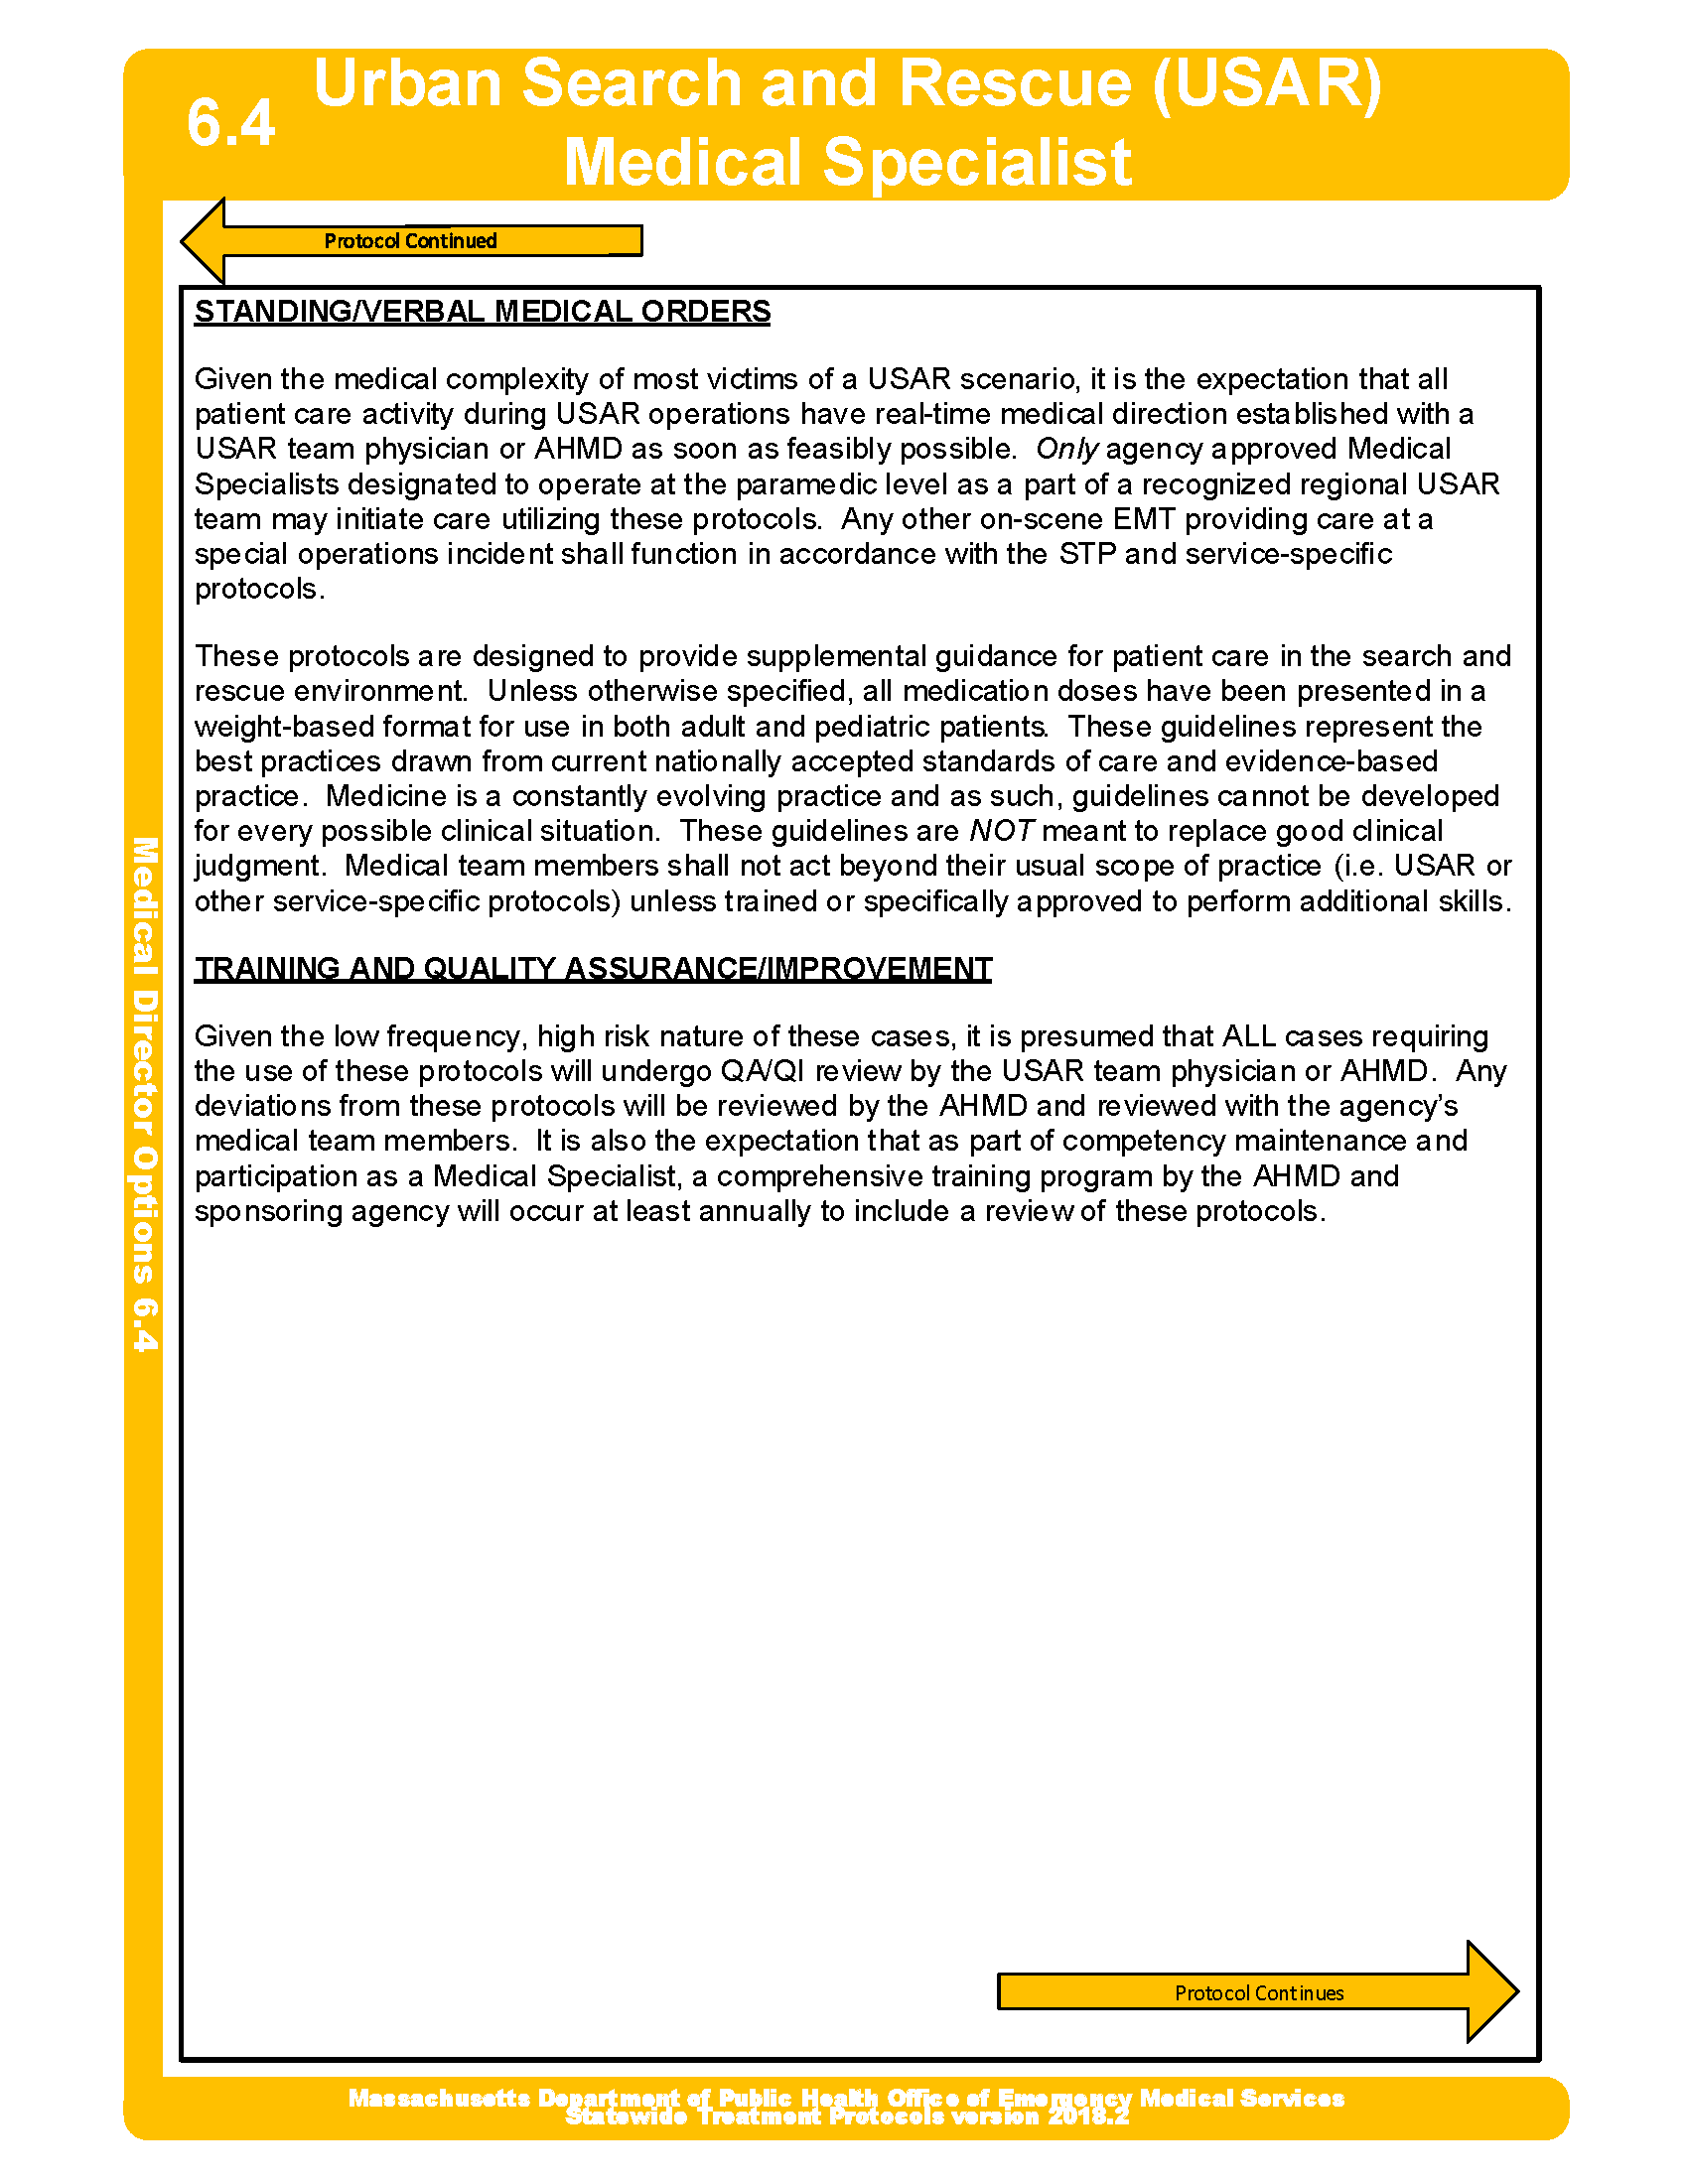 6.4
Urban Search and Rescue (USAR)
Medical Specialist
Protocol Continued
STANDING/VERBAL MEDICAL ORDERS
Given the medical complexity of most victims of a USAR scenario, it is the expectation that all
patient care activity during USAR operations have real-time medical direction established with a
USAR team physician or AHMD as soon as feasibly possible.  Only agency approved Medical
Specialists designated to operate at the paramedic level as a part of a recognized regional USAR
team may initiate care utilizing these protocols.  Any other on-scene EMT providing care at a
special operations incident shall function in accordance with the STP and service-specific
protocols.
These protocols are designed to provide supplemental guidance for patient care in the search and
rescue environment.  Unless otherwise specified, all medication doses have been presented in a
weight-based format for use in both adult and pediatric patients.  These guidelines represent the
best practices drawn from current nationally accepted standards of care and evidence-based
practice.  Medicine is a constantly evolving practice and as such, guidelines cannot be developed
for every possible clinical situation.  These guidelines are NOT meant to replace good clinical
judgment.  Medical team members shall not act beyond their usual scope of practice (i.e. USAR or
other service-specific protocols) unless trained or specifically approved to perform additional skills.
TRAINING AND QUALITY ASSURANCE/IMPROVEMENT
Given the low frequency, high risk nature of these cases, it is presumed that ALL cases requiring
the use of these protocols will undergo QA/QI review by the USAR team physician or AHMD.  Any
deviations from these protocols will be reviewed by the AHMD and reviewed with the agency’s
medical team members.  It is also the expectation that as part of competency maintenance and
participation as a Medical Specialist, a comprehensive training program by the AHMD and
sponsoring agency will occur at least annually to include a review of these protocols.
Medical Director Options 6.4
Protocol Continues
Massachusetts Department of Public Health Office of Emergency Medical Services
Statewide Treatment Protocols version 2018.2